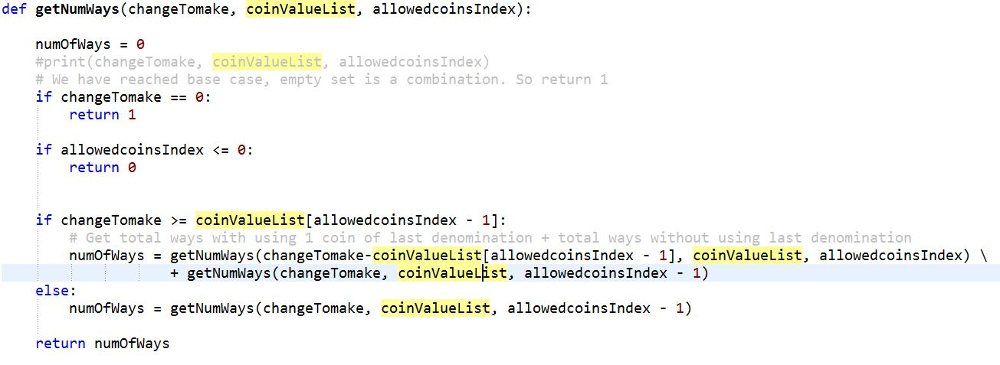 def getNumWays(changeTomake, coinValueList, allowedcoinsIndex):
numOfWays = 0
#print(changeTomake, coinValueList, allowedcoinsIndex)
# We have reached base case, empty set is a combination. So return 1
if changeTomake == 0:
return 1
if allowedcoinsIndex <= 0:
return 0
if changeTomake >= coinValueList[allowedcoinsIndex - 1]:
# Get total ways with using 1 coin of last denomination + total ways without using last denomination
numOfWays = getNumWays(changeTomake-coinValueList[allowedcoinsIndex - 1], coinValueList, allowedcoinsIndex) \
+ getNumWays(changeTomake, coinValueList, allowedcoinsIndex - 1)
else:
numOfWays = getNumWays(changeTomake, coinValueList, allowedcoinsIndex - 1)
return numOfWays